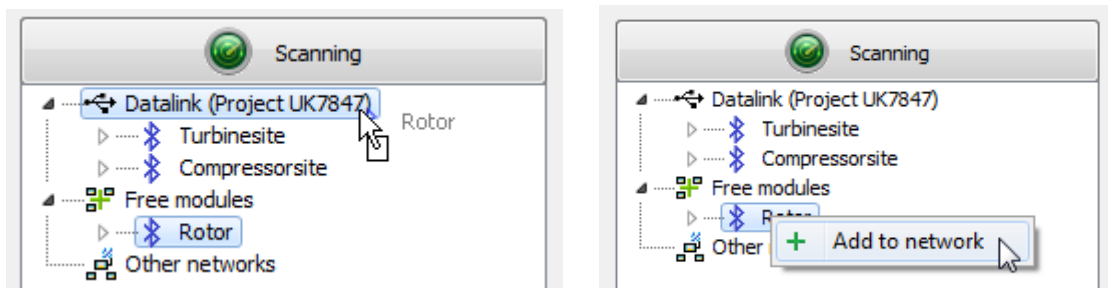 Scanning
Datalink (Project UK7847)
Rotor
Turbinesite
Compressorsite
Free modules
Rotor
Other networks
Scanning
Datalink (Project UK7847)
Turbinesite
Compressorsite
Free modules
Other
Add to network